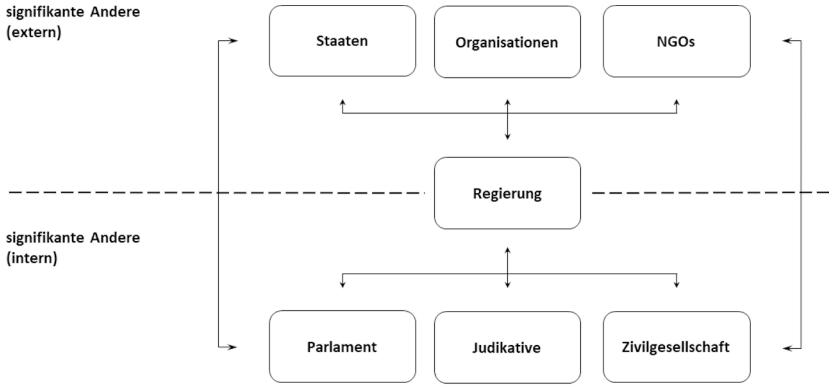 signifikante Andere
(extern)
Staaten
Organisationen
NGOs
Regierung
signifikante Andere
(intern)
Parlament
Judikative
Zivilgesellschaft